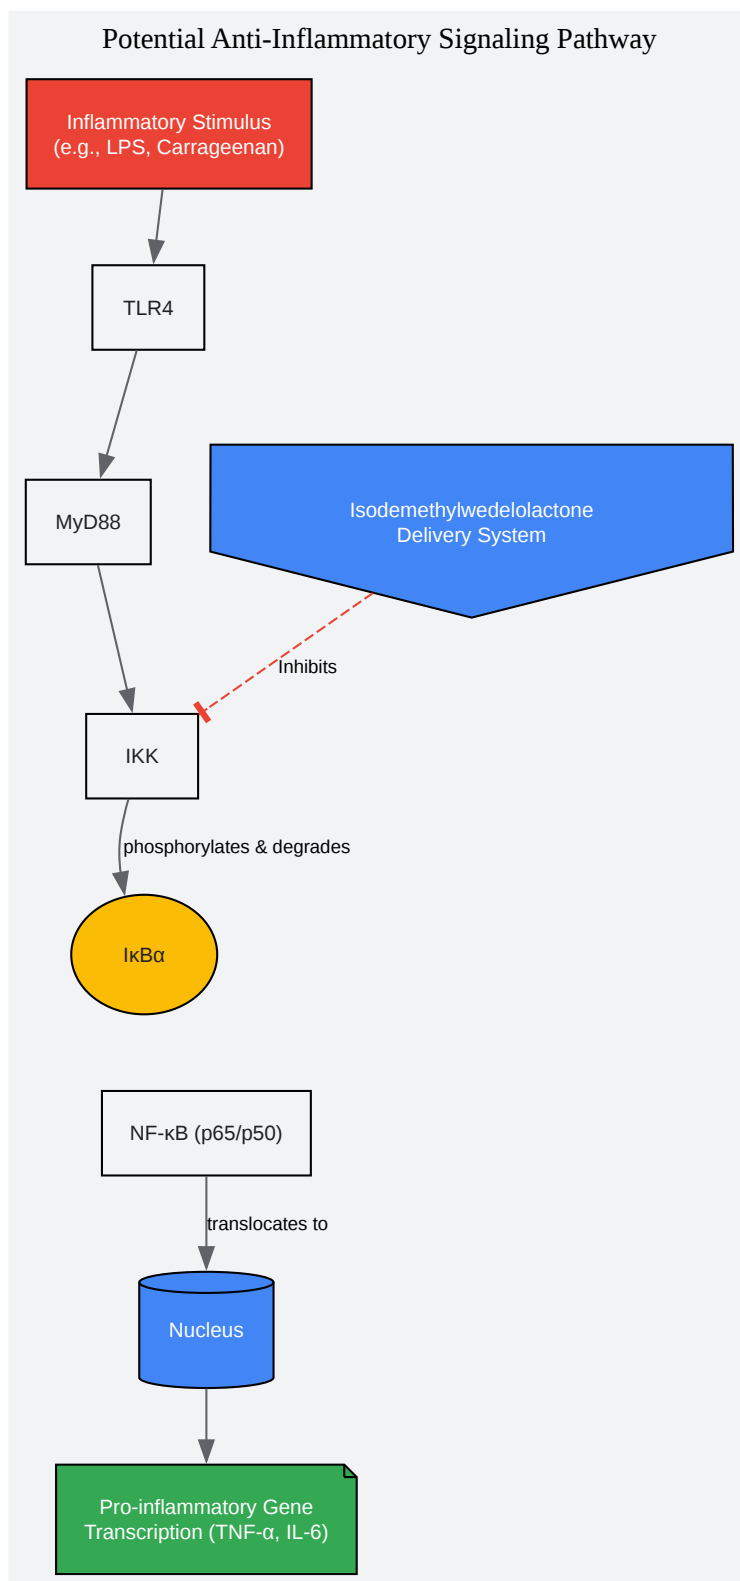 Potential Anti-Inflammatory Signaling Pathway
Inflammatory Stimulus
(e.g., LPS, Carrageenan)
TLR4
MyD88
Isodemethylwedelolactone
Delivery System
Inhibits
IKK
phosphorylates & degrades
IκBα
NF-κB (p65/p50)
translocates to
Nucleus
Pro-inflammatory Gene
Transcription (TNF-α, IL-6)